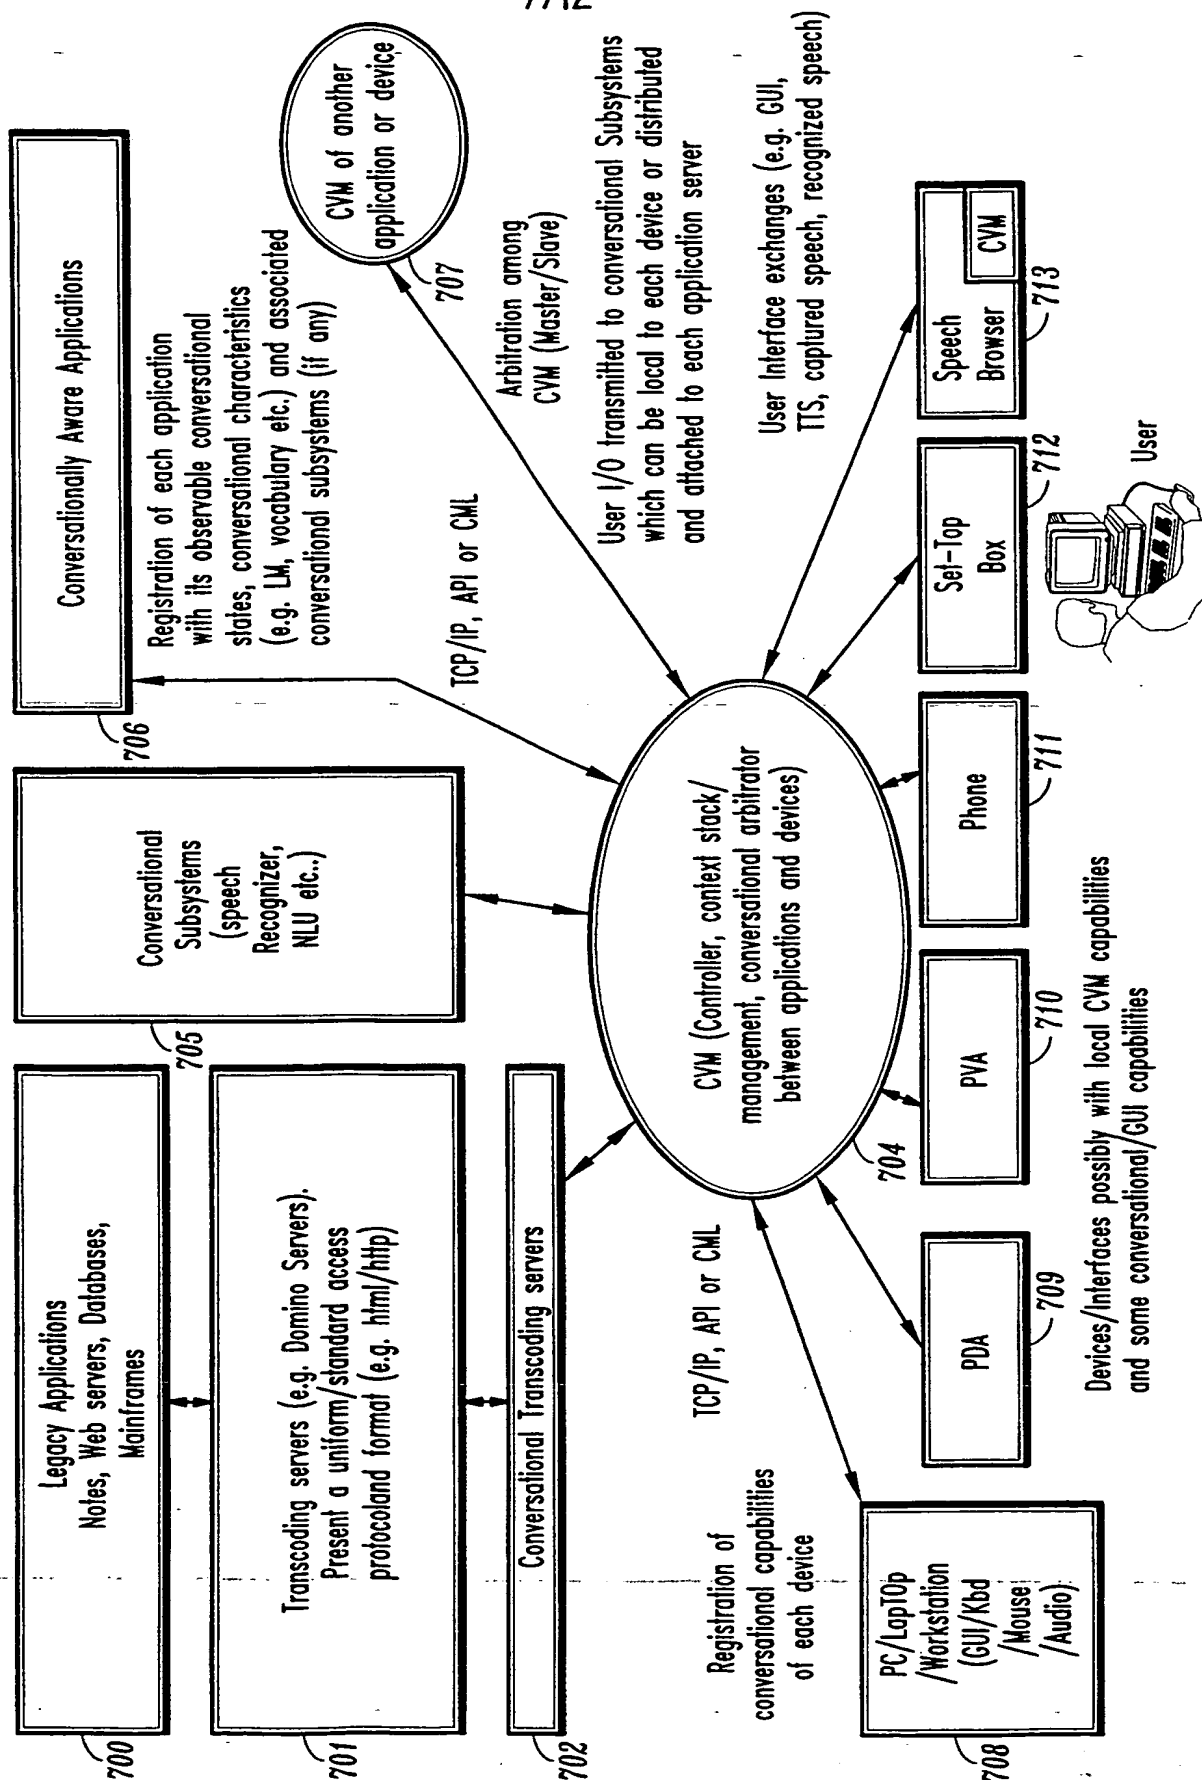 7/12
Legacy Applications
Notes, Web servers, Databases,
Mainframes
700
Transcoding servers (e.g. Domino Servers).
Present a uniform/standard access
protocoland format (e.g. html/http)
701
Conversational Transcoding servers
702
Conversational
Subsystems
(speech
Recognizer,
NLU etc..)
705
Conversationally Aware Applications
706
Registration of each application
with its observable conversational
states, conversational characteristics
(e.g. LM, vocabulary etc.) and associated
conversational subsystems (if any)
TCP/IP, API or CML
CVM of another
application or device
707
Arbitration among
CVM (Master/Slave)
User I/O transmitted to conversational Subsystems
which can be local to each device or distributed
and attached to each application server
User Interface exchanges (e.g. GUI,
TTS, captured speech, recognized speech)
CVM (Controller, context stack/
management, conversational arbitrator
between applications and devices)
704
TCP/IP, API or CML
Registration of
conversational capabilities
of each device
PC/LapTOp
/Workstation
(GUI/Kbd
/Mouse
/Audio)
708
PDA
709
PVA
710
Phone
711
Set-Top
Box
712
Speech
Browser
CVM
713
Devices/Interfaces possibly with local CVM capabilities
and some conversational/GUI capabilities
User